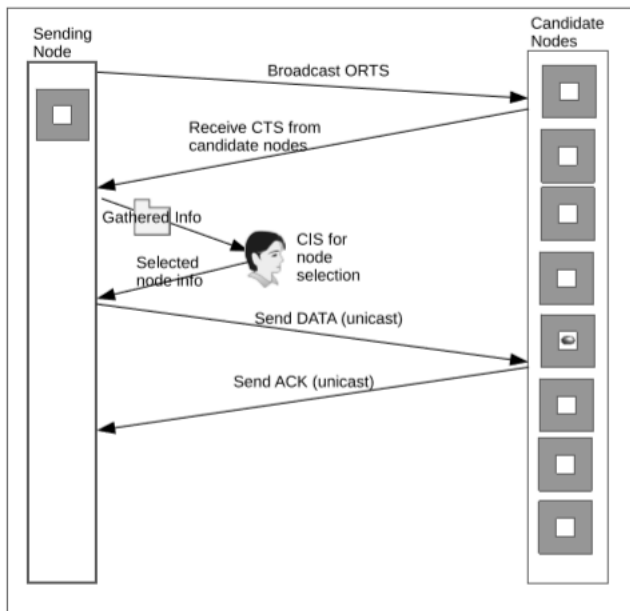 Sending
Node
Candidate
Nodes
Broadcast ORTS
Receive CTS from
candidate nodes
Gathered Info
CIS for
node
selection
Selected
node info
Send DATA (unicast)
Send ACK (unicast)